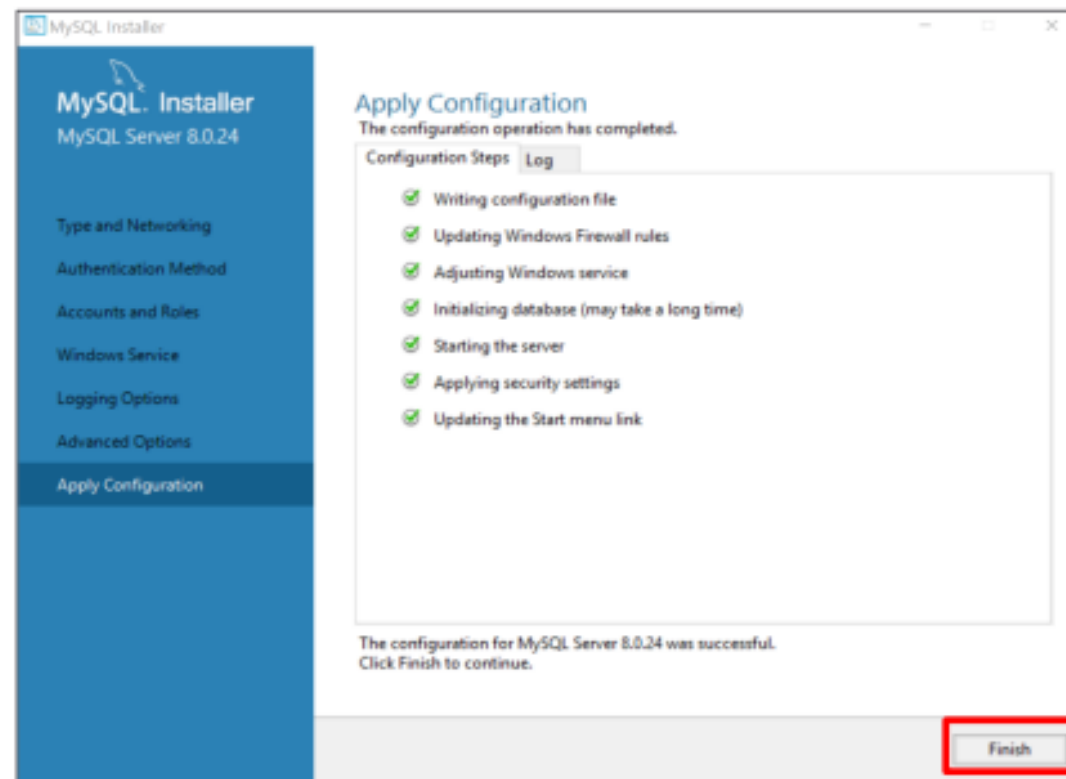 MySQL Installer
MySQL. Installer
MySQL Server 8.0.24
Type and Networking
Authentication Method
Accounts and Roles
Windows Service
Logging Options
Advanced Options
Apply Configuration
Apply Configuration
The configuration operation has completed.
Configuration Steps Log
Writing configuration file
Updating Windows Firewall rules
Adjusting Windows service
Initializing database (may take a long time)
Starting the server
Applying security settings
Updating the Start menu link
The configuration for MySQL Server 8.0.24 was successful.
Click Finish to continue.
Finish